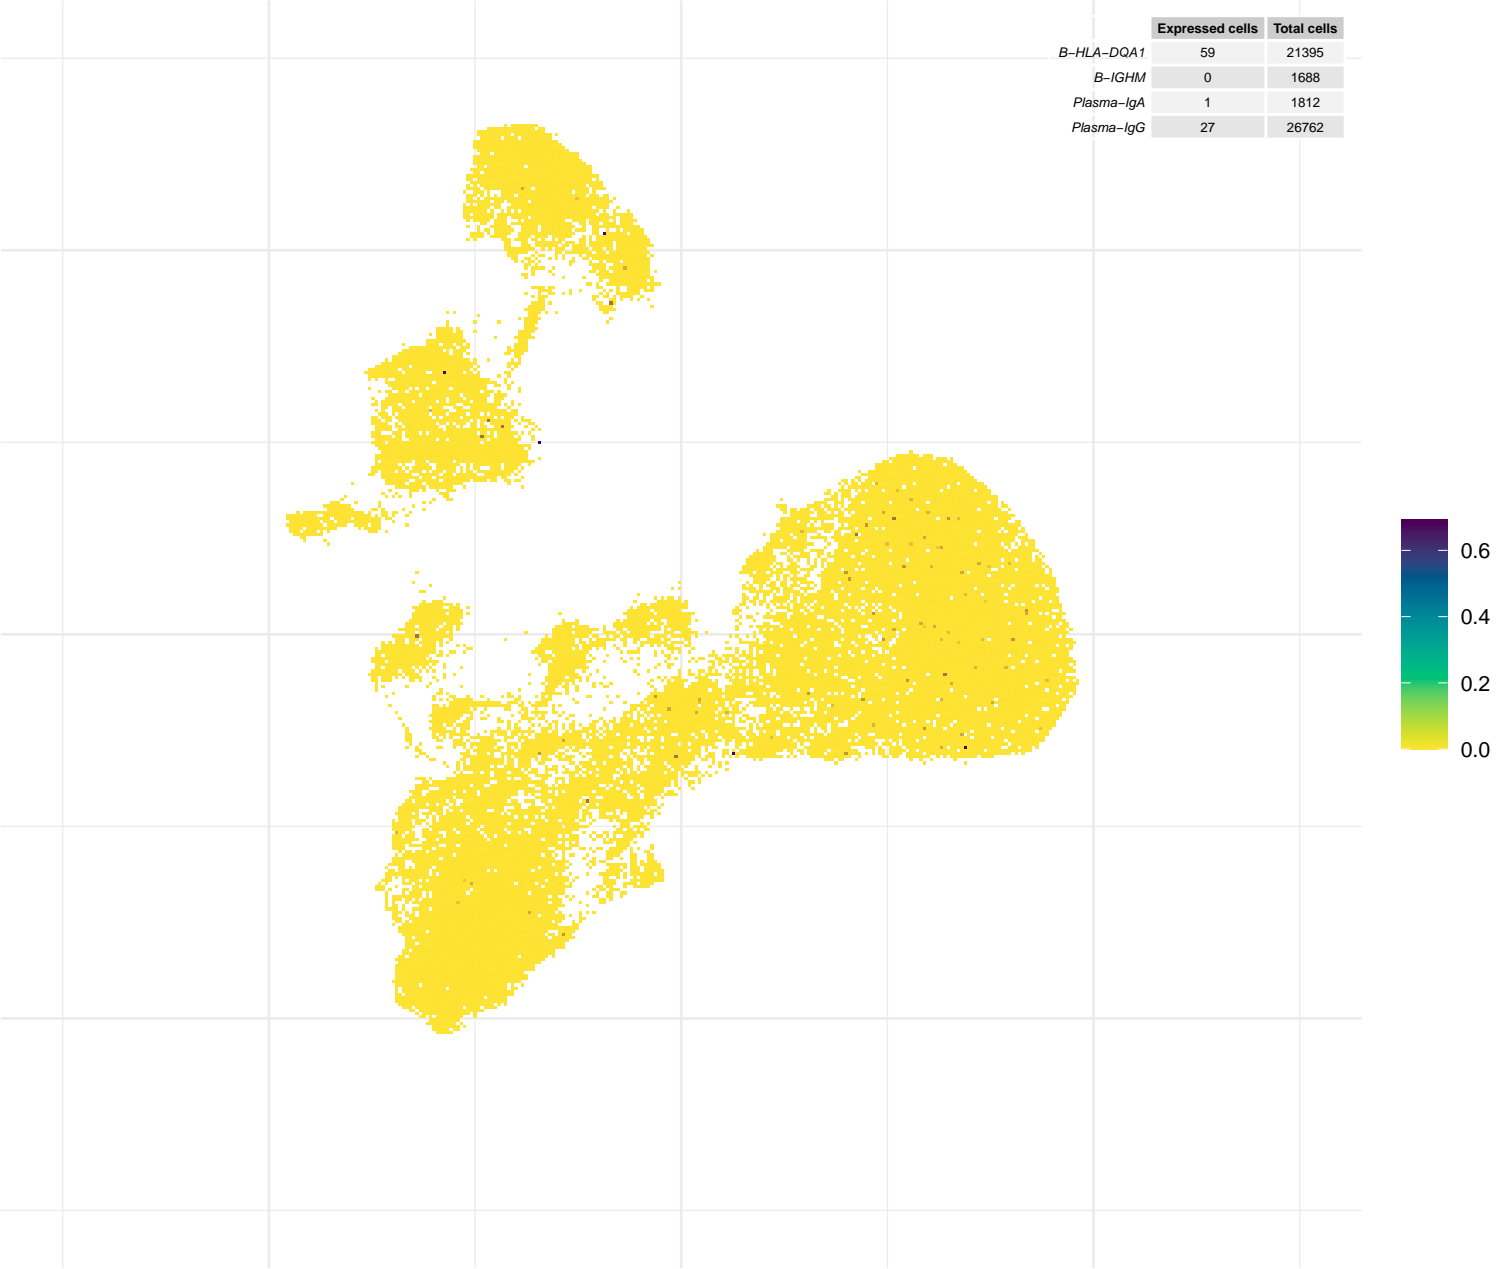 Expressed cells Total cells
B−HLA−DQA1 59 21395
B−IGHM 0 1688
Plasma−IgA 1 1812
Plasma−IgG 27 26762
0.6
0.4
0.2
0.0